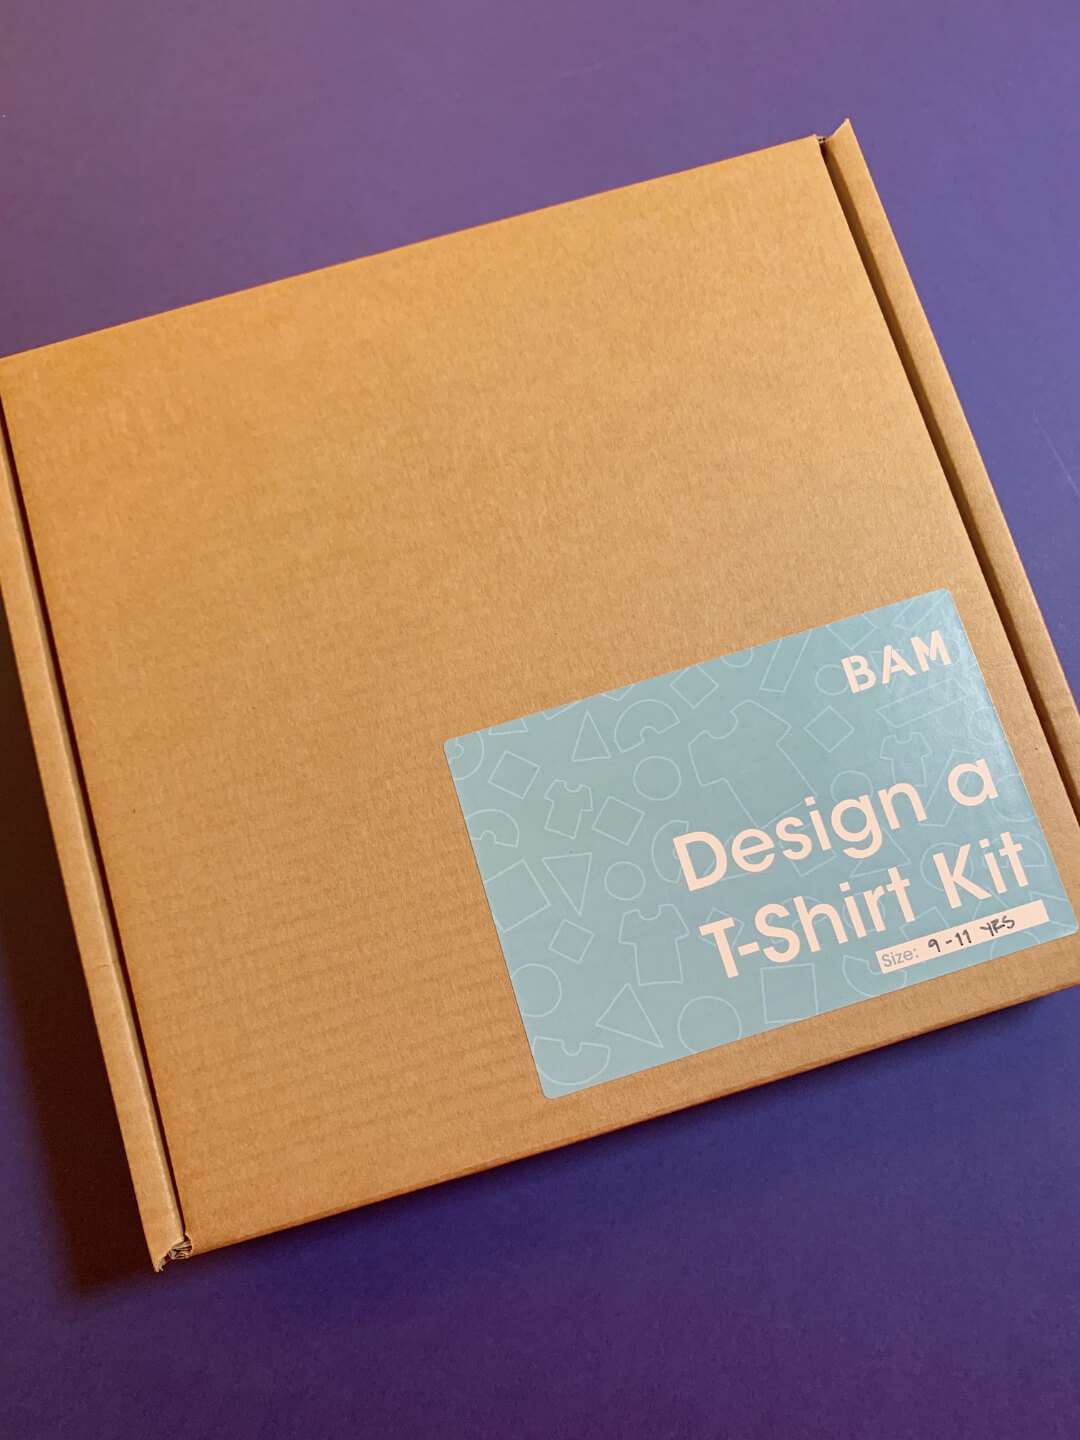 BAM
Design a
T-Shirt Kit
Size: 9-11 YRS